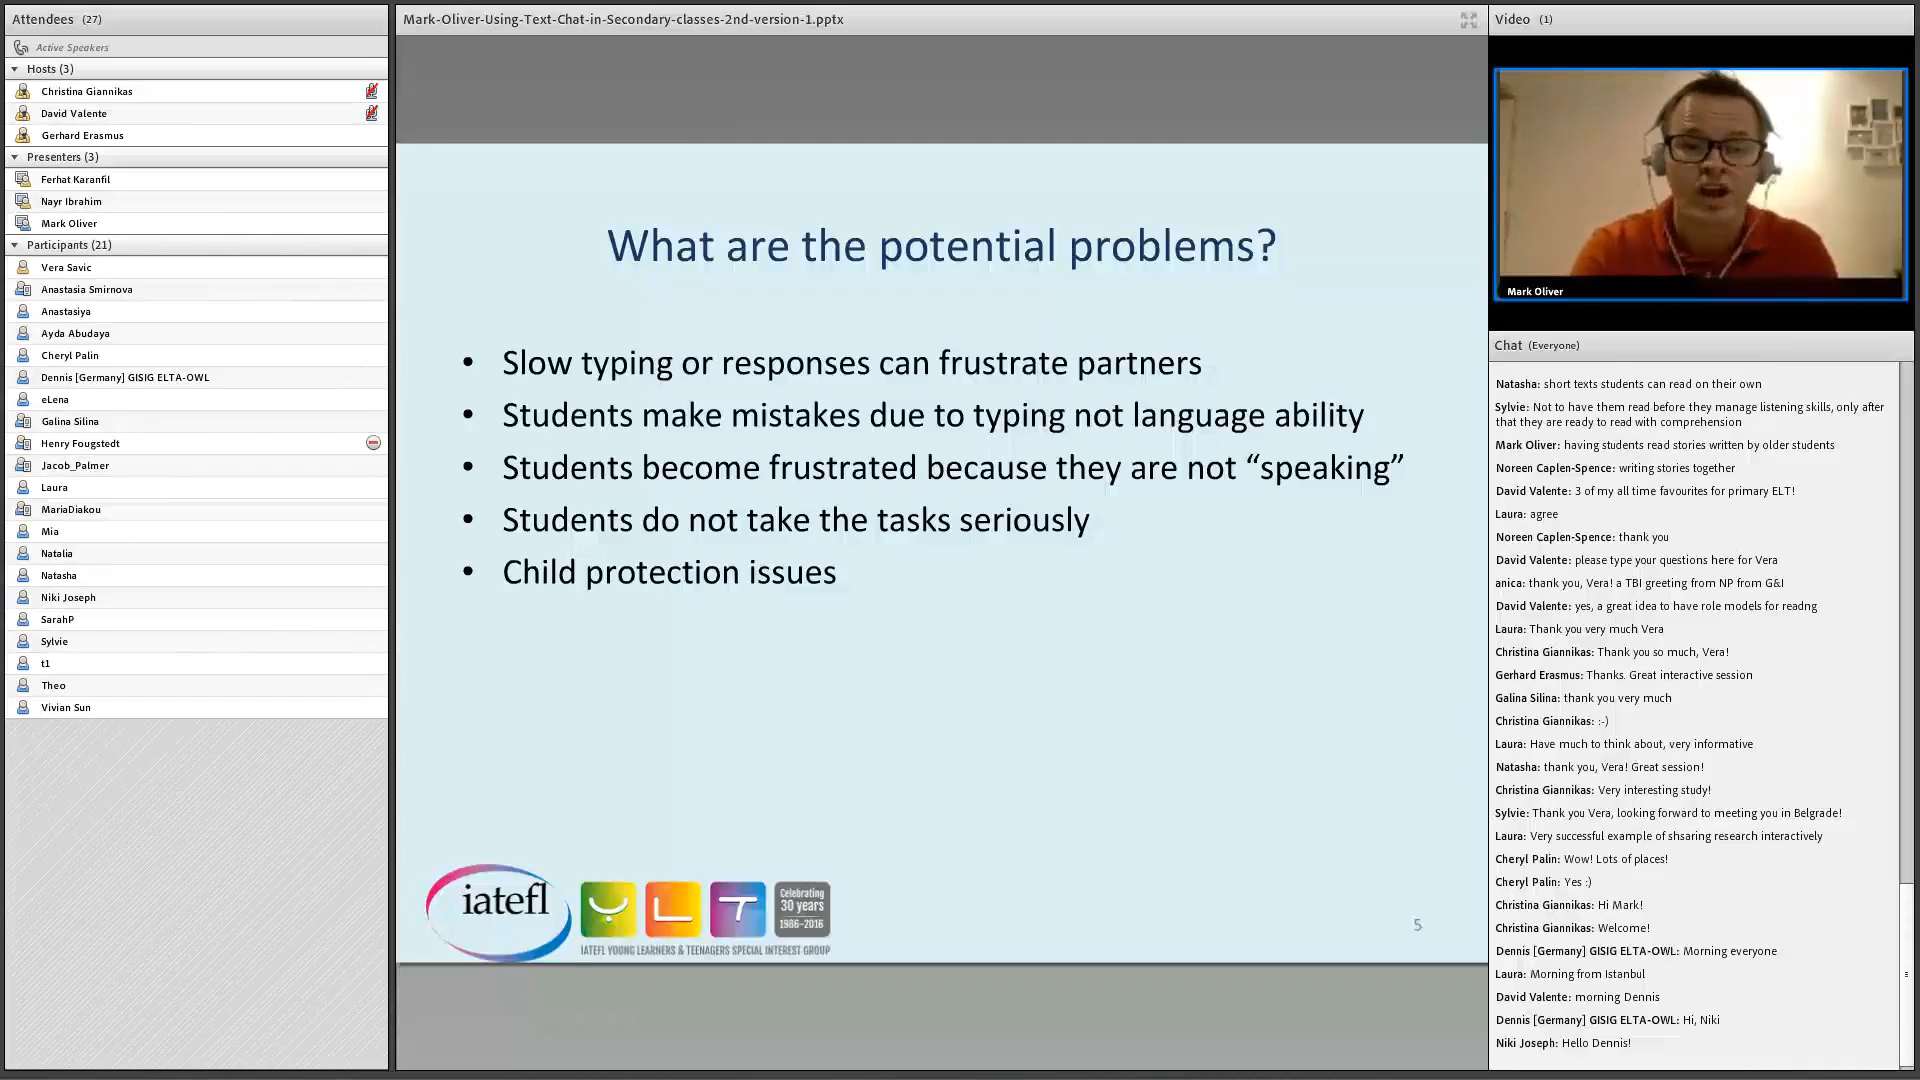 Attendees (27)
Active Speakers
Hosts (3)
Christina Giannikas
David Valente
Gerhard Erasmus
Presenters (3)
Ferhat Karanfil
Nayr Ibrahim
Mark Oliver
Participants (21)
Vera Savic
Anastasia Smirnova
Anastasiya
Ayda Abudaya
Cheryl Palin
Dennis [Germany] GISIG ELTA-OWL
eLena
Galina Silina
Henry Fougstedt
Jacob_Palmer
Laura
MariaDiakou
Mia
Natalia
Natasha
Niki Joseph
SarahP
Sylvie
t1
Theo
Vivian Sun
Mark-Oliver-Using-Text-Chat-in-Secondary-classes-2nd-version-1.pptx
What are the potential problems?
• Slow typing or responses can frustrate partners
• Students make mistakes due to typing not language ability
• Students become frustrated because they are not “speaking”
• Students do not take the tasks seriously
• Child protection issues
iatefl
Y L T
Celebrating
30 years
1986–2016
IATEFL YOUNG LEARNERS & TEENAGERS SPECIAL INTEREST GROUP
5
Video (1)
Mark Oliver
Chat (Everyone)
Natasha: short texts students can read on their own
Sylvie: Not to have them read before they manage listening skills, only after
that they are ready to read with comprehension
Mark Oliver: having students read stories written by older students
Noreen Caplen-Spence: writing stories together
David Valente: 3 of my all time favourites for primary ELT!
Laura: agree
Noreen Caplen-Spence: thank you
David Valente: please type your questions here for Vera
anica: thank you, Vera! a TBI greeting from NP from G&I
David Valente: yes, a great idea to have role models for readng
Laura: Thank you very much Vera
Christina Giannikas: Thank you so much, Vera!
Gerhard Erasmus: Thanks. Great interactive session
Galina Silina: thank you very much
Christina Giannikas: :-)
Laura: Have much to think about, very informative
Natasha: thank you, Vera! Great session!
Christina Giannikas: Very interesting study!
Sylvie: Thank you Vera, looking forward to meeting you in Belgrade!
Laura: Very successful example of shsaring research interactively
Cheryl Palin: Wow! Lots of places!
Cheryl Palin: Yes :)
Christina Giannikas: Hi Mark!
Christina Giannikas: Welcome!
Dennis [Germany] GISIG ELTA-OWL: Morning everyone
Laura: Morning from Istanbul
David Valente: morning Dennis
Dennis [Germany] GISIG ELTA-OWL: Hi, Niki
Niki Joseph: Hello Dennis!